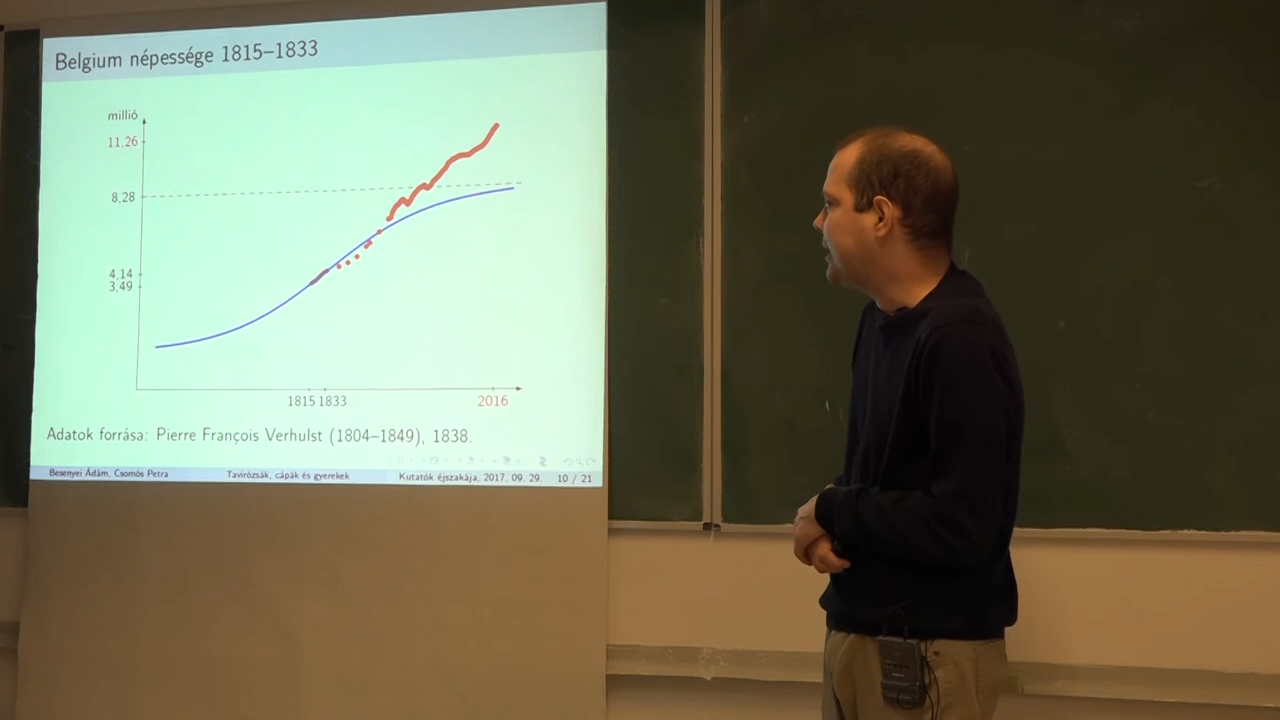 Belgium népessége 1815–1833
millió
11,26
8,28
4,14
3,49
1815 1833
2016
Adatok forrása: Pierre François Verhulst (1804–1849), 1838.
Besenyei Ádám, Csomós Petra Tavirózsák, cápák és gyerekek Kutatók éjszakája, 2017. 09. 29. 10 / 21